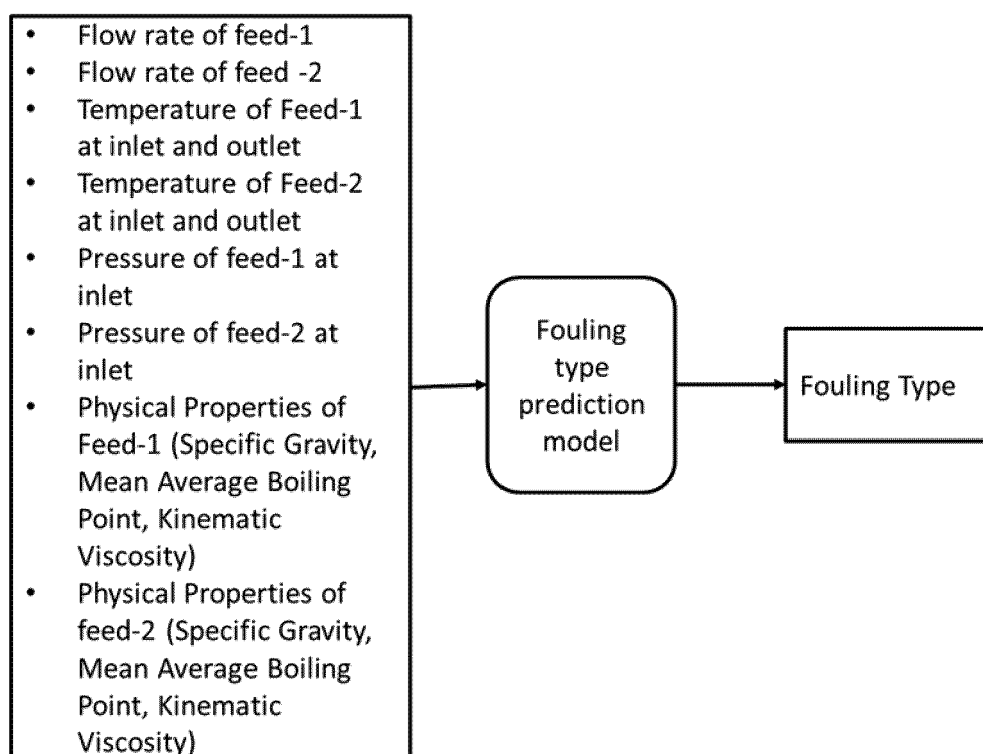 • Flow rate of feed-1
• Flow rate of feed -2
• Temperature of Feed-1
at inlet and outlet
• Temperature of Feed-2
at inlet and outlet
• Pressure of feed-1 at
inlet
• Pressure of feed-2 at
inlet
• Physical Properties of
Feed-1 (Specific Gravity,
Mean Average Boiling
Point, Kinematic
Viscosity)
• Physical Properties of
feed-2 (Specific Gravity,
Mean Average Boiling
Point, Kinematic
Viscosity)
Fouling
type
prediction
model
Fouling Type